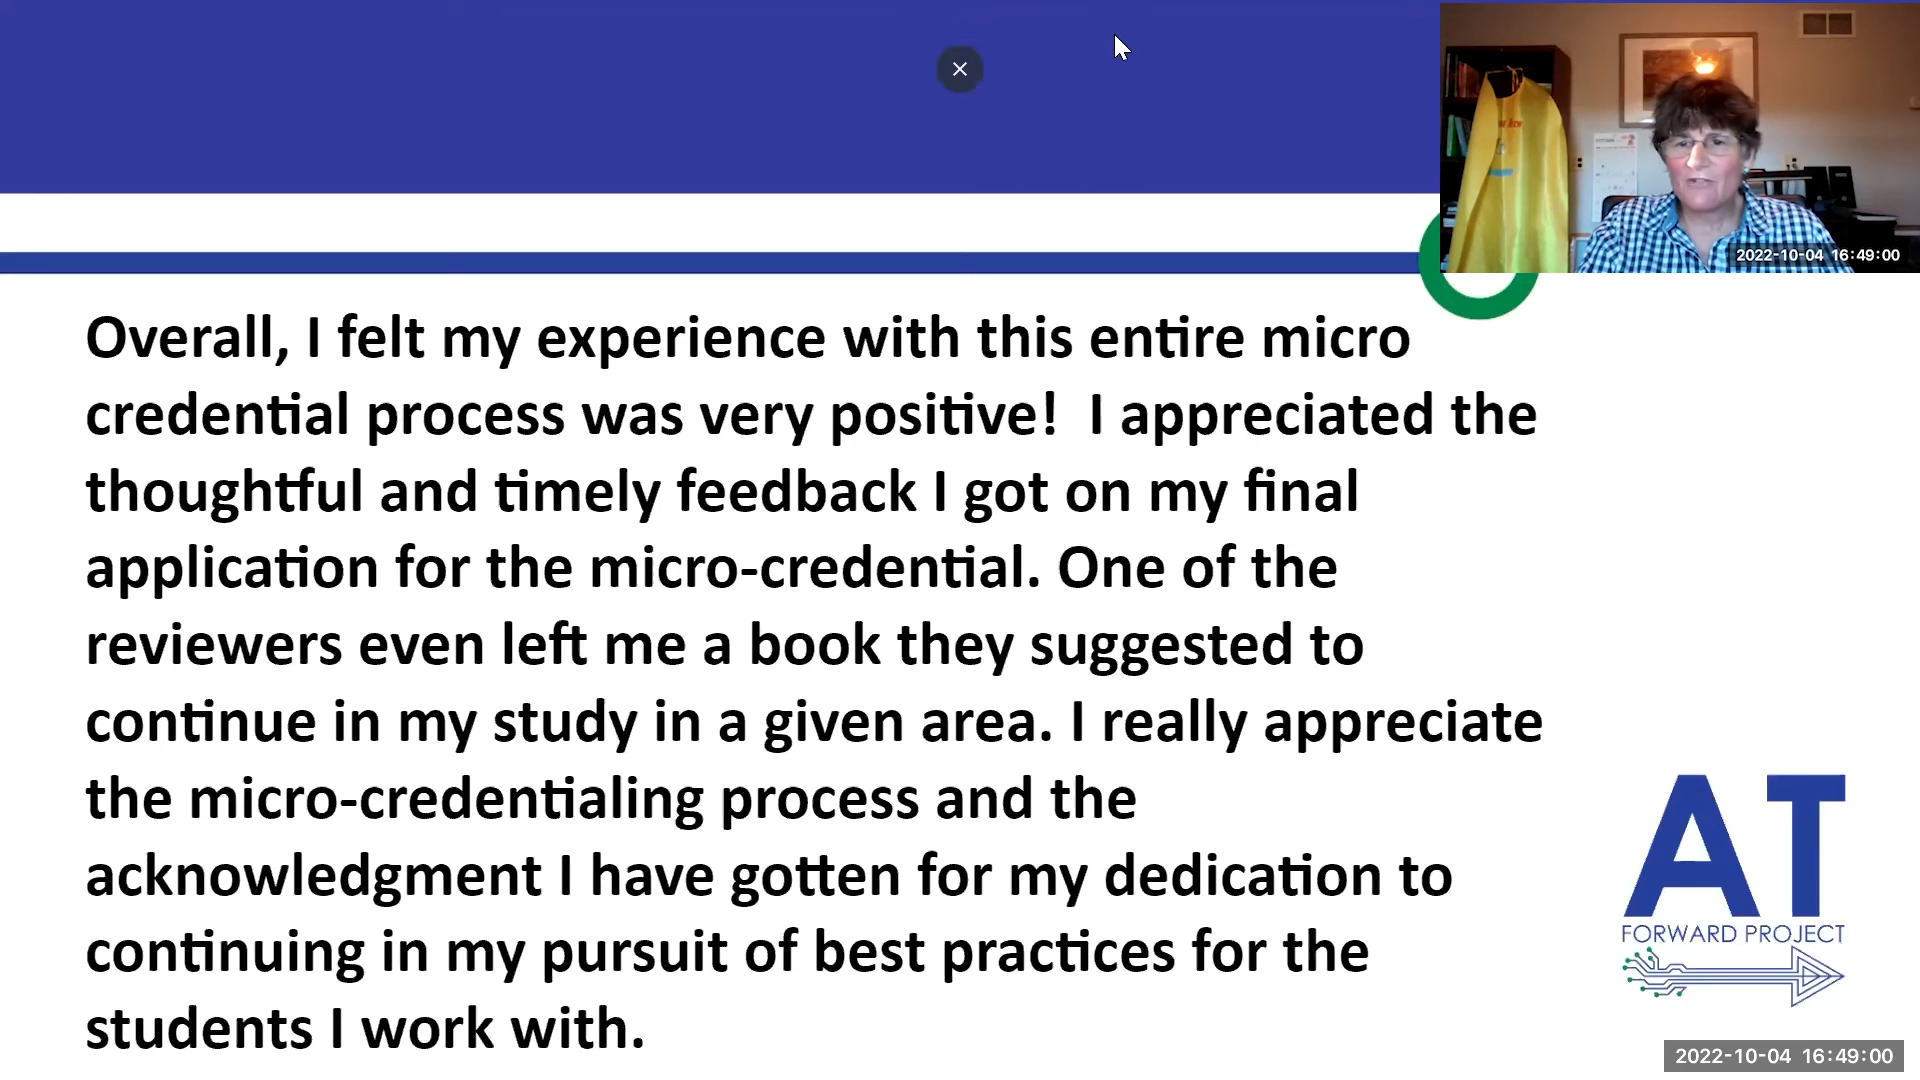 2022-10-04 16:49:00
Overall, I felt my experience with this entire micro
credential process was very positive!  I appreciated the
thoughtful and timely feedback I got on my final
application for the micro-credential. One of the
reviewers even left me a book they suggested to
continue in my study in a given area. I really appreciate
the micro-credentialing process and the
acknowledgment I have gotten for my dedication to
continuing in my pursuit of best practices for the
students I work with.
AT
FORWARD PROJECT
2022-10-04 16:49:00